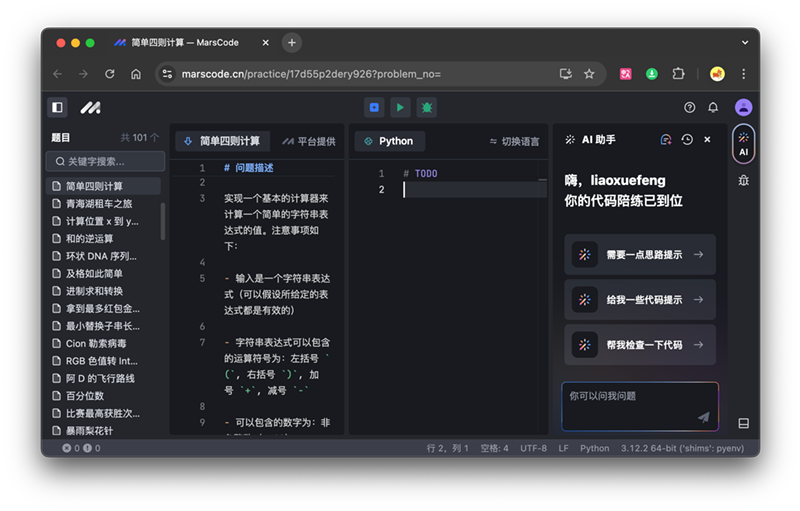 简单四则计算 — MarsCode
marscode.cn/practice/17d55p2dery926?problem_no=
题目
共 101 个
关键字搜索...
简单四则计算
青海湖租车之旅
计算位置 x 到 y...
和的逆运算
环状 DNA 序列...
及格如此简单
进制求和转换
拿到最多红包金...
最小替换子串长...
Cion 勒索病毒
RGB 色值转 Int...
阿 D 的飞行路线
百分位数
比赛最高获胜次...
暴雨梨花针
简单四则计算
平台提供
1 # 问题描述
2
3 实现一个基本的计算器来
计算一个简单的字符串表
达式的值。注意事项如
下：
4
5 - 输入是一个字符串表达
式（可以假设所给定的表
达式都是有效的）
6
7 - 字符串表达式可以包含
的运算符号为：左括号 `
(`, 右括号 `)`, 加
号 `+`, 减号 `-`
8
9 - 可以包含的数字为：非
Python
切换语言
1 # TODO
2
AI 助手
嗨，liaoxuefeng
你的代码陪练已到位
需要一点思路提示
给我一些代码提示
帮我检查一下代码
你可以问我问题
AI
0 0
行 2，列 1
空格: 4
UTF-8
LF
Python
3.12.2 64-bit ('shims': pyenv)